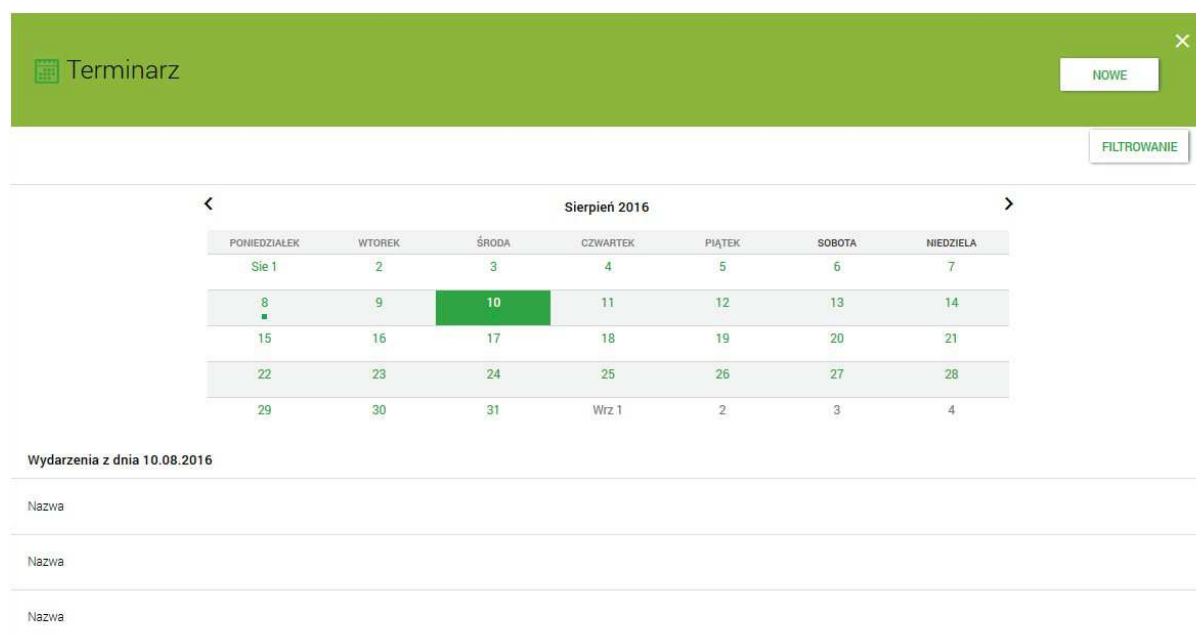 Terminarz
NOWE
FILTROWANIE
Sierpień 2016
PONIEDZIAŁEK WTOREK ŚRODA CZWARTEK PIĄTEK SOBOTA NIEDZIELA
Sie 1 2 3 4 5 6 7
8 9 10 11 12 13 14
15 16 17 18 19 20 21
22 23 24 25 26 27 28
29 30 31 Wrz 1 2 3 4
Wydarzenia z dnia 10.08.2016
Nazwa
Nazwa
Nazwa